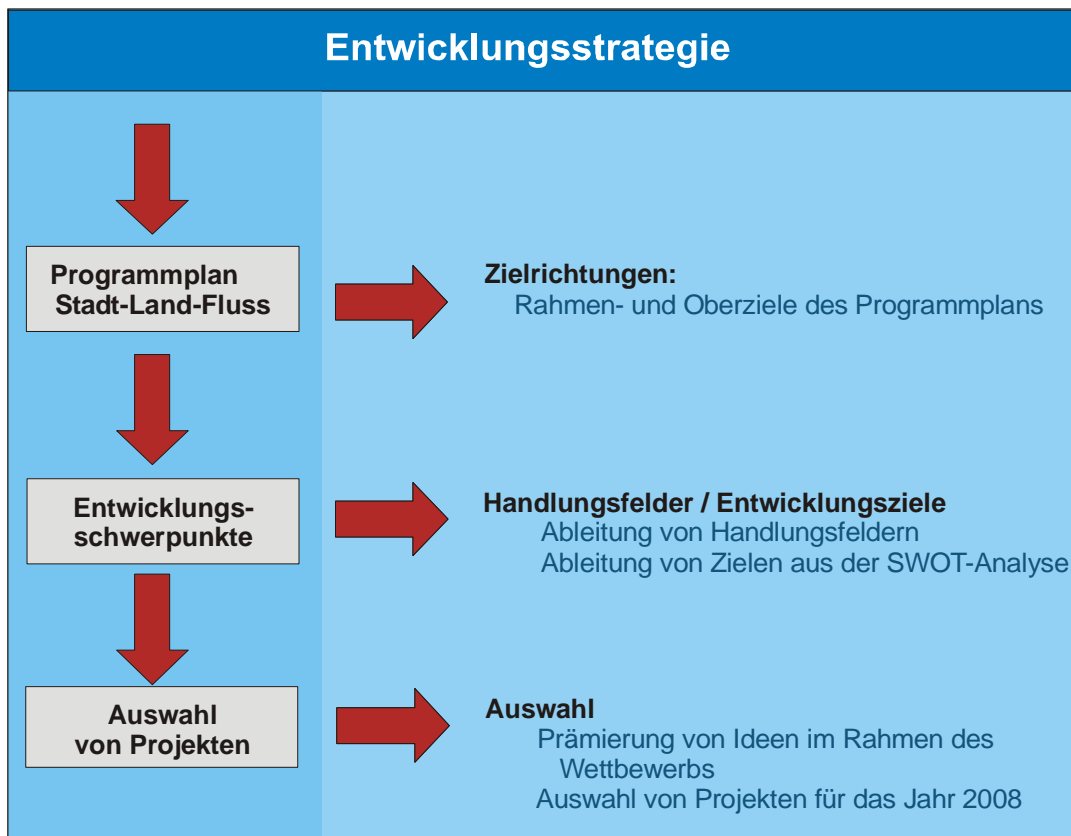 Entwicklungsstrategie
Programmplan
Stadt-Land-Fluss
Zielrichtungen:
Rahmen- und Oberziele des Programmplans
Entwicklungs-
schwerpunkte
Handlungsfelder / Entwicklungsziele
Ableitung von Handlungsfeldern
Ableitung von Zielen aus der SWOT-Analyse
Auswahl
von Projekten
Auswahl
Prämierung von Ideen im Rahmen des
Wettbewerbs
Auswahl von Projekten für das Jahr 2008